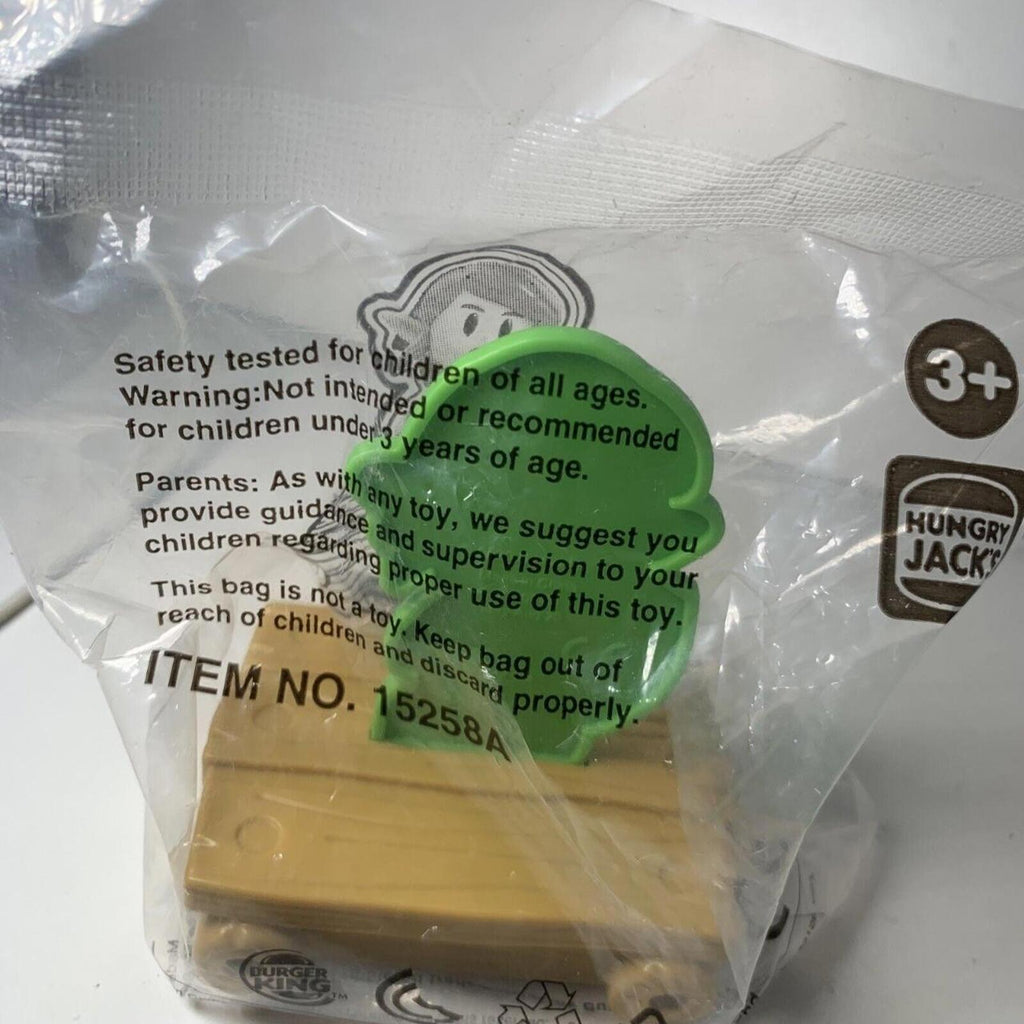 Safety tested for children of all ages.
Warning:Not intended or recommended
for children under 3 years of age.
Parents: As with any toy, we suggest you
provide guidance and supervision to your
children regarding proper use of this toy.
This bag is not a toy. Keep bag out of
reach of children and discard properly.
ITEM NO. 15258A
3+
HUNGRY
JACK'S
BURGER
KING
TM